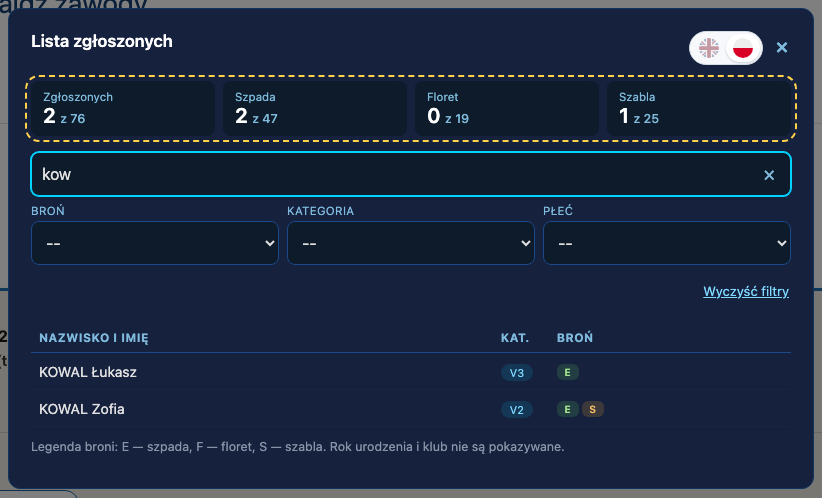 Lista zgłoszonych
×
Zgłoszonych Szpada Floret Szabla
2 z 76 2 z 47 0 z 19 1 z 25
kow ×
BROŃ KATEGORIA PŁEĆ
-- -- --
Wyczyść filtry
NAZWISKO I IMIĘ KAT. BROŃ
KOWAL Łukasz V3 E
KOWAL Zofia V2 E S
Legenda broni: E — szpada, F — floret, S — szabla. Rok urodzenia i klub nie są pokazywane.